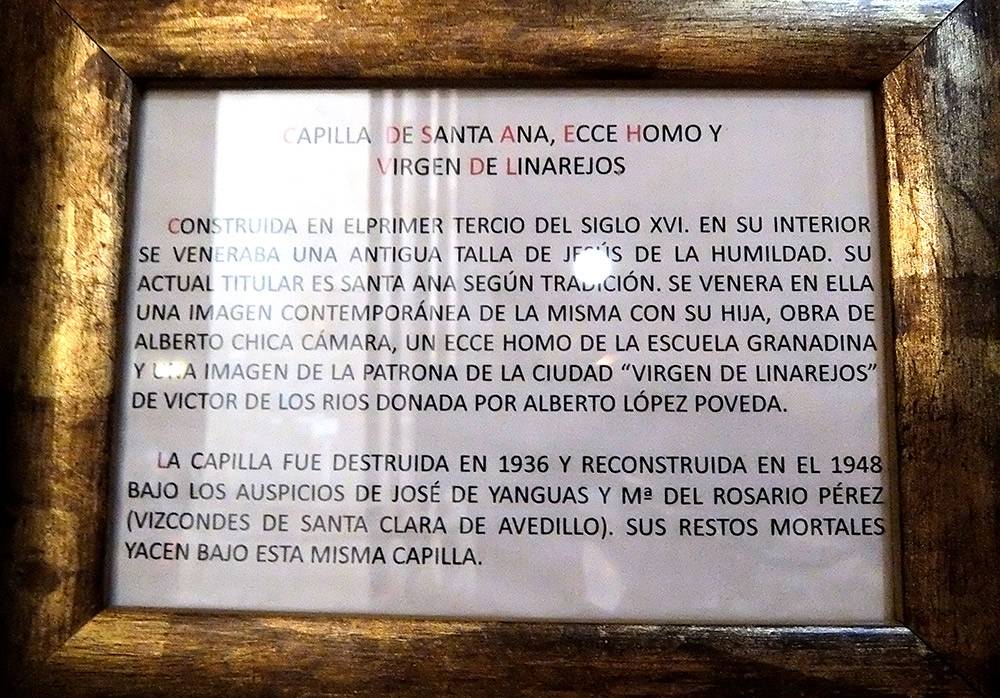 CAPILLA DE SANTA ANA, ECCE HOMO Y
VIRGEN DE LINAREJOS
CONSTRUIDA EN ELPRIMER TERCIO DEL SIGLO XVI. EN SU INTERIOR
SE VENERABA UNA ANTIGUA TALLA DE JESÚS DE LA HUMILDAD. SU
ACTUAL TITULAR ES SANTA ANA SEGÚN TRADICIÓN. SE VENERA EN ELLA
UNA IMAGEN CONTEMPORÁNEA DE LA MISMA CON SU HIJA, OBRA DE
ALBERTO CHICA CÁMARA, UN ECCE HOMO DE LA ESCUELA GRANADINA
Y UNA IMAGEN DE LA PATRONA DE LA CIUDAD “VIRGEN DE LINAREJOS”
DE VICTOR DE LOS RIOS DONADA POR ALBERTO LÓPEZ POVEDA.
LA CAPILLA FUE DESTRUIDA EN 1936 Y RECONSTRUIDA EN EL 1948
BAJO LOS AUSPICIOS DE JOSÉ DE YANGUAS Y Mª DEL ROSARIO PÉREZ
(VIZCONDES DE SANTA CLARA DE AVEDILLO). SUS RESTOS MORTALES
YACEN BAJO ESTA MISMA CAPILLA.